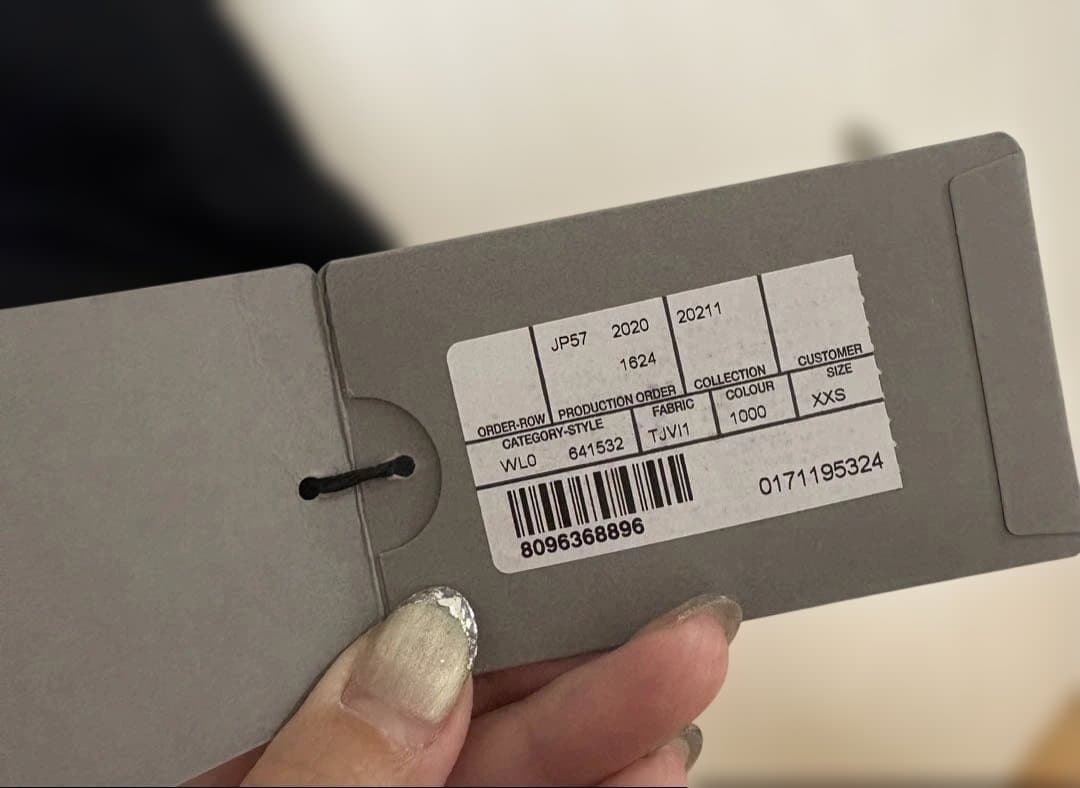 JP57 2020 20211
1624
ORDER-ROW PRODUCTION ORDER COLLECTION CUSTOMER
CATEGORY-STYLE FABRIC COLOUR SIZE
WL0 641532 TJVI1 1000 XXS
8096368896 0171195324